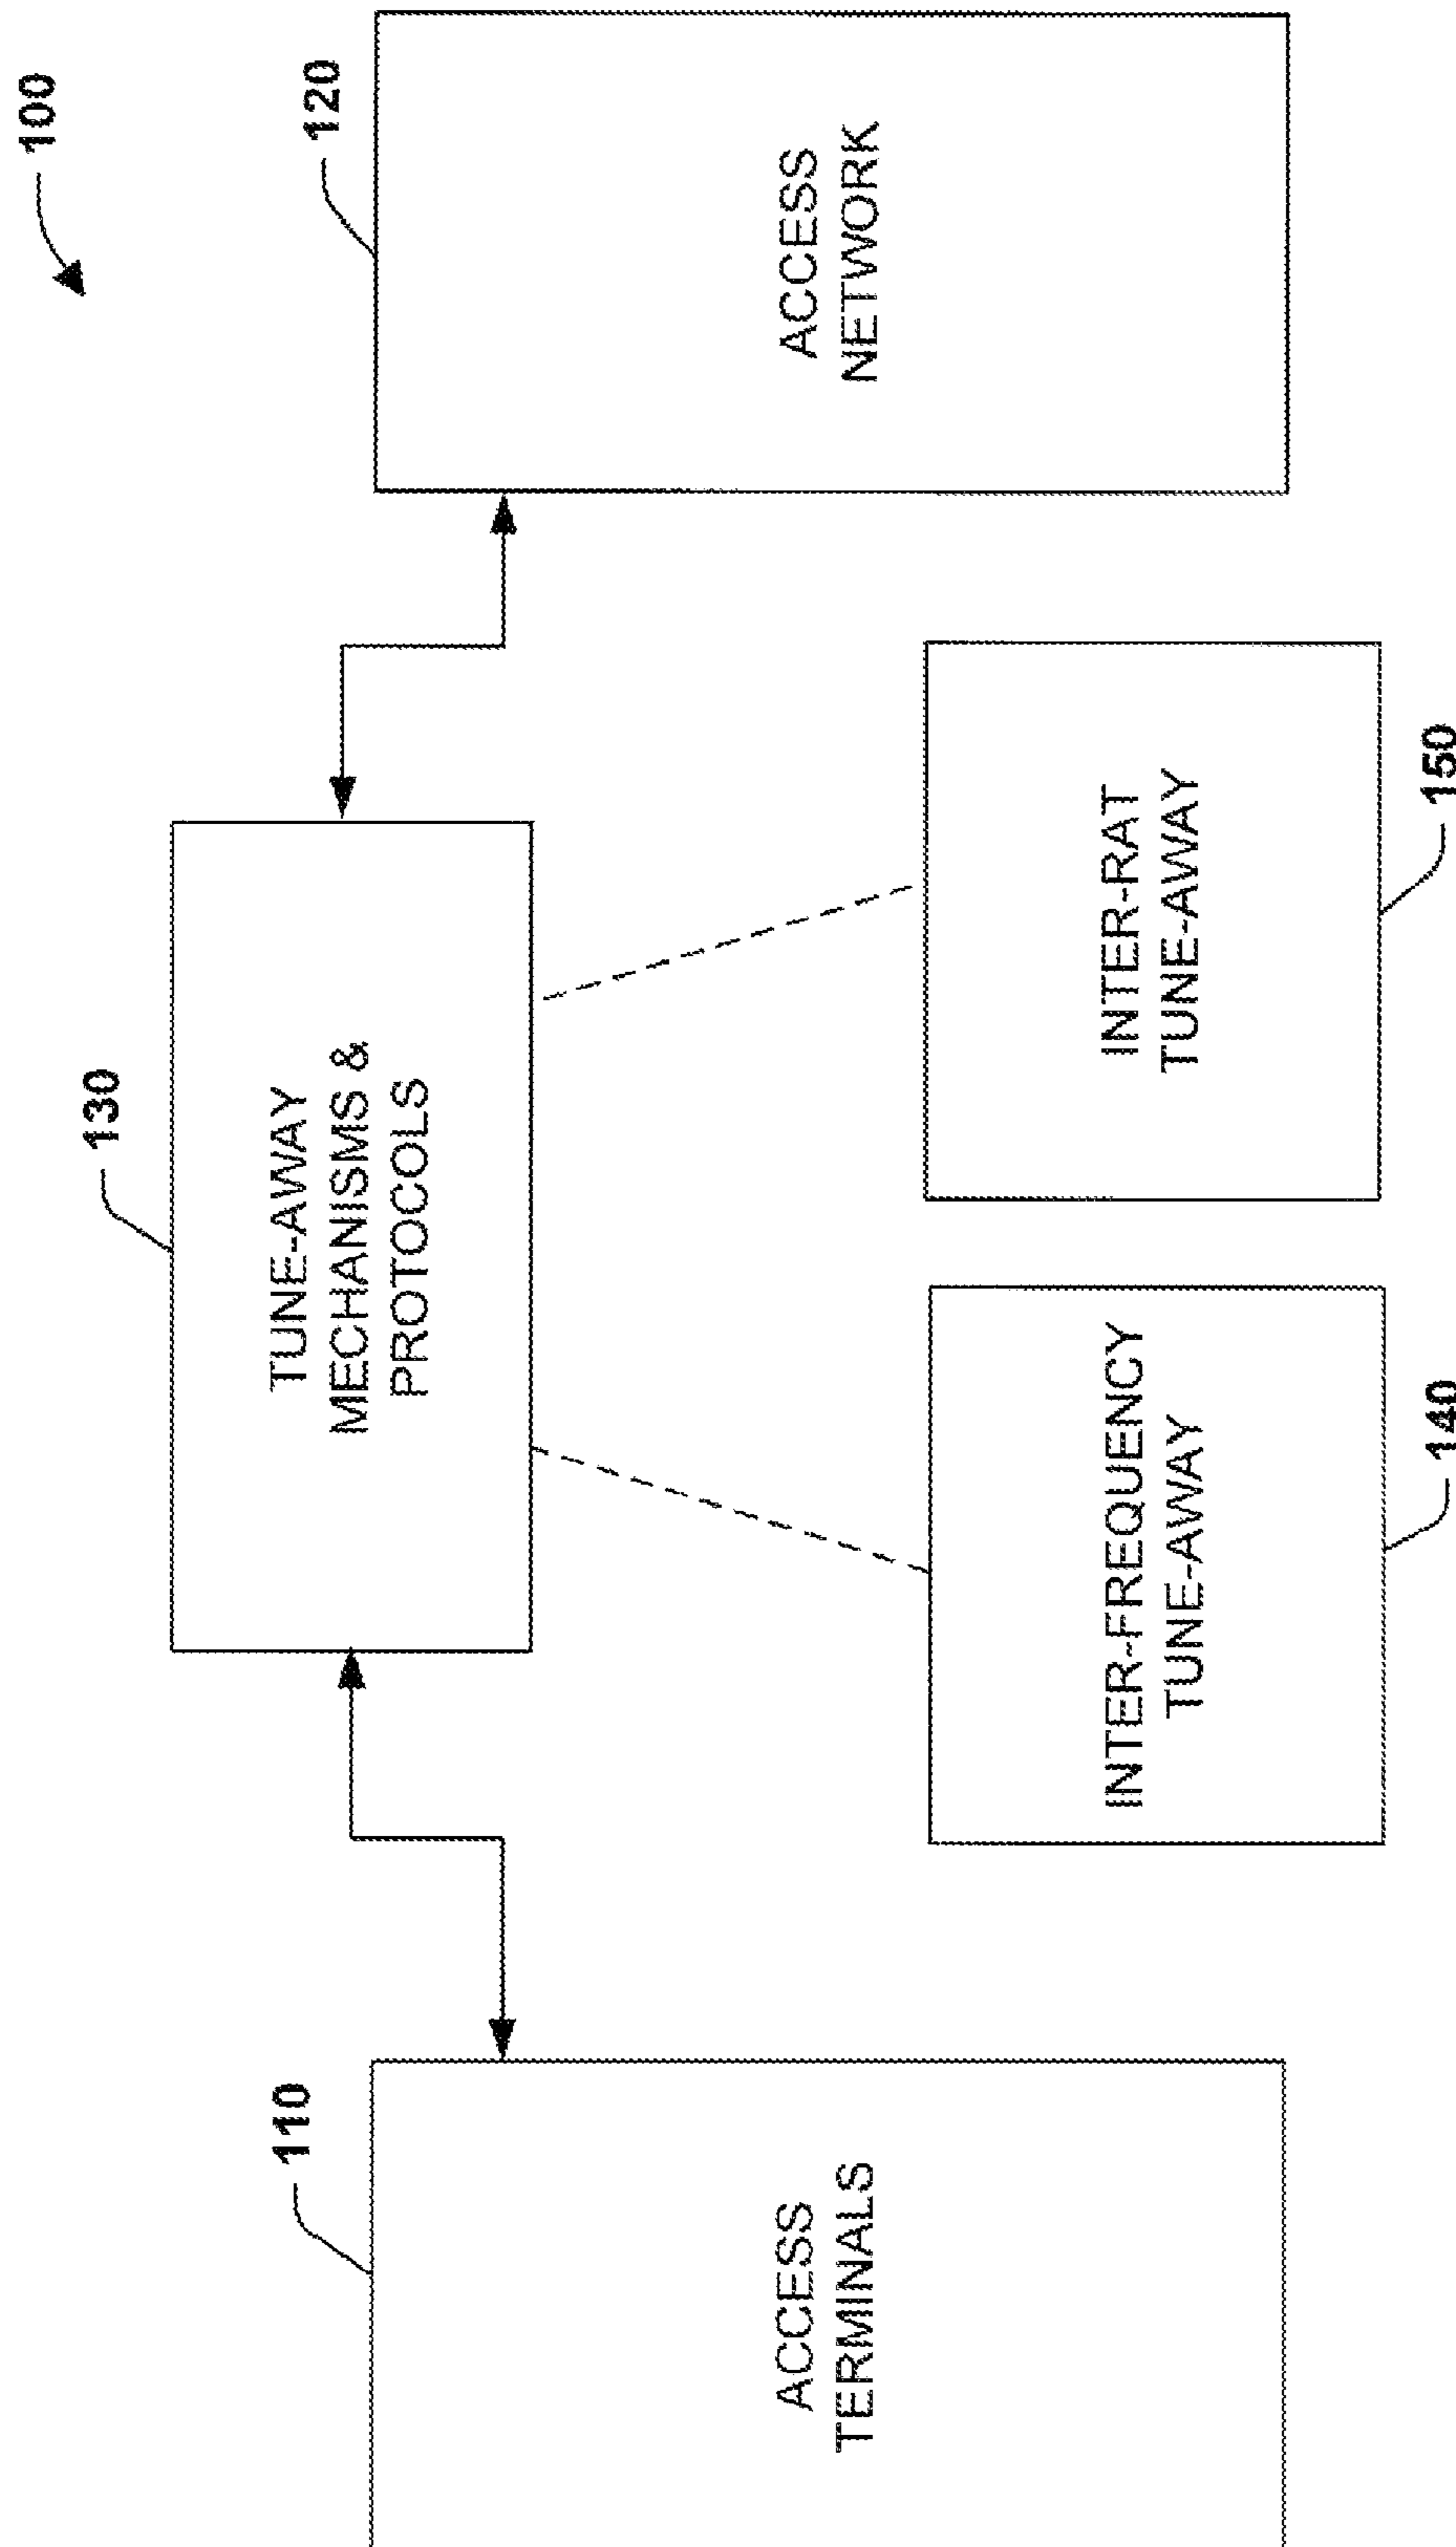 100
110
ACCESS
TERMINALS
130
TUNE-AWAY
MECHANISMS &
PROTOCOLS
120
ACCESS
NETWORK
INTER-FREQUENCY
TUNE-AWAY
140
INTER-RAT
TUNE-AWAY
150